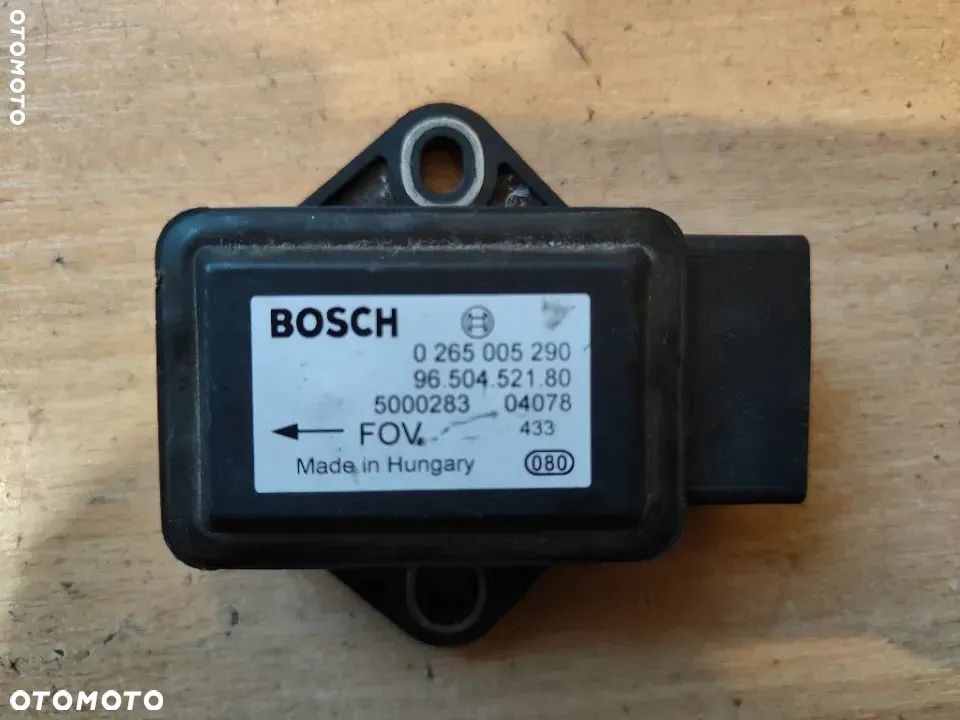 OTOMOTO
BOSCH
0 265 005 290
96.504.521.80
5000283 04078
FOV. 433
Made in Hungary 080
OTOMOTO